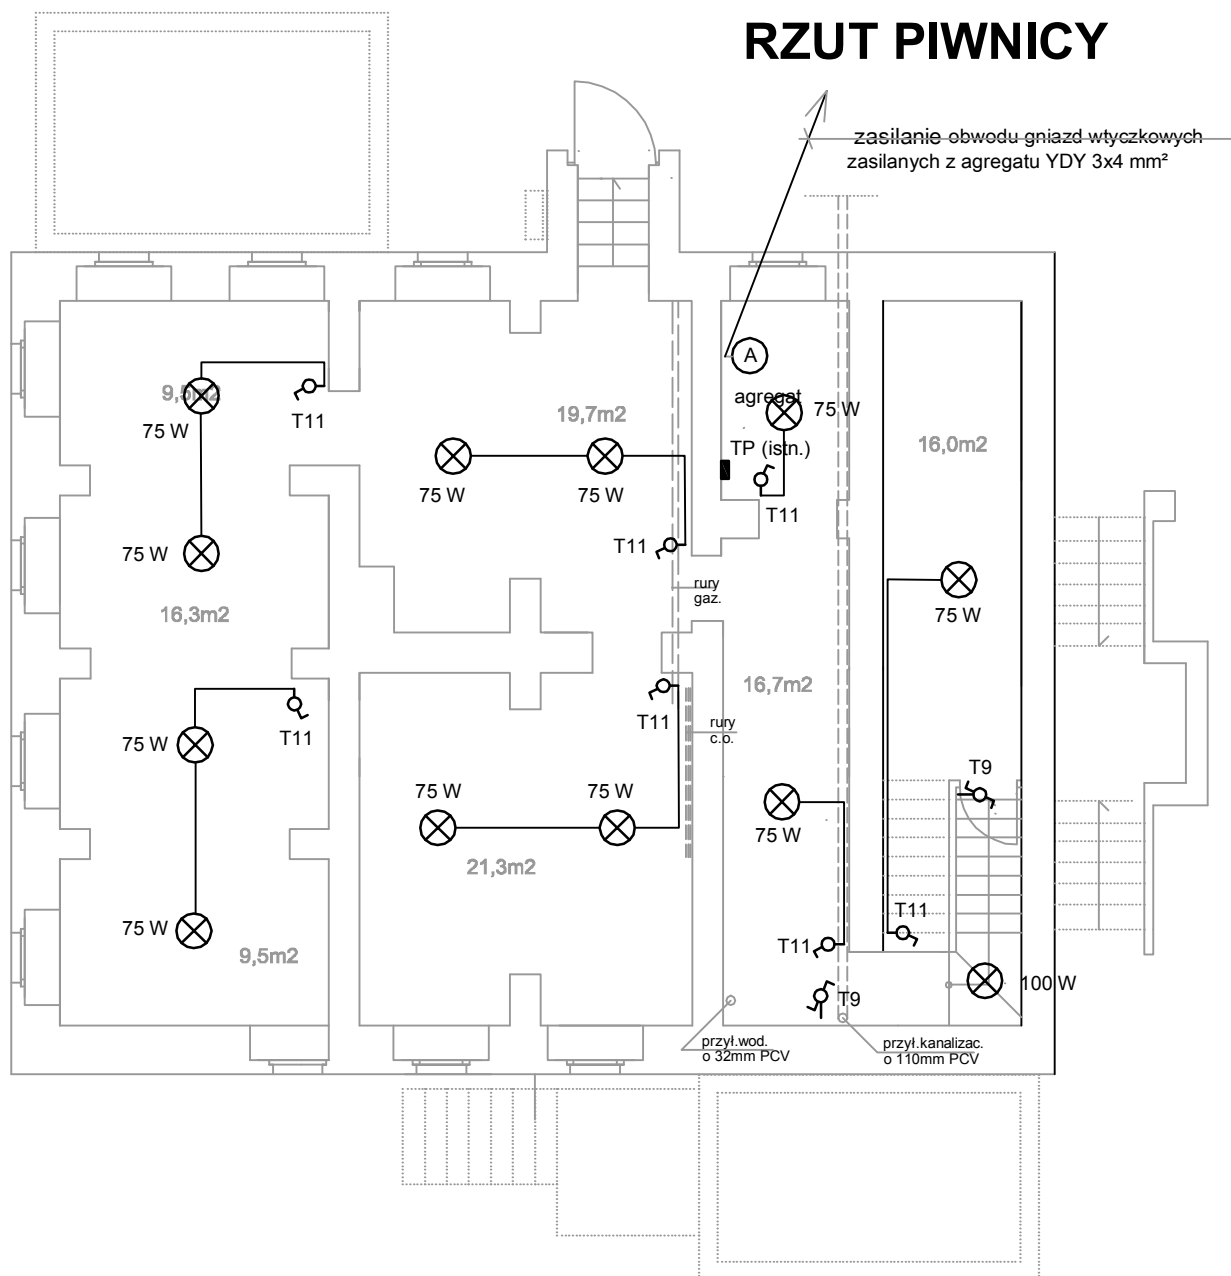 RZUT PIWNICY
zasilanie obwodu gniazd wtyczkowych
zasilanych z agregatu YDY 3x4 mm²
A
agregat
9,5m2
75 W
T11
19,7m2
75 W
75 W
75 W
TP (istn.)
T11
16,0m2
75 W
T11
rury
gaz.
75 W
16,3m2
16,7m2
T11
rury
c.o.
75 W
T11
T9
75 W
75 W
75 W
21,3m2
75 W
9,5m2
T11
T11
T9
100 W
przył.wod.
o 32mm PCV
przył.kanalizac.
o 110mm PCV